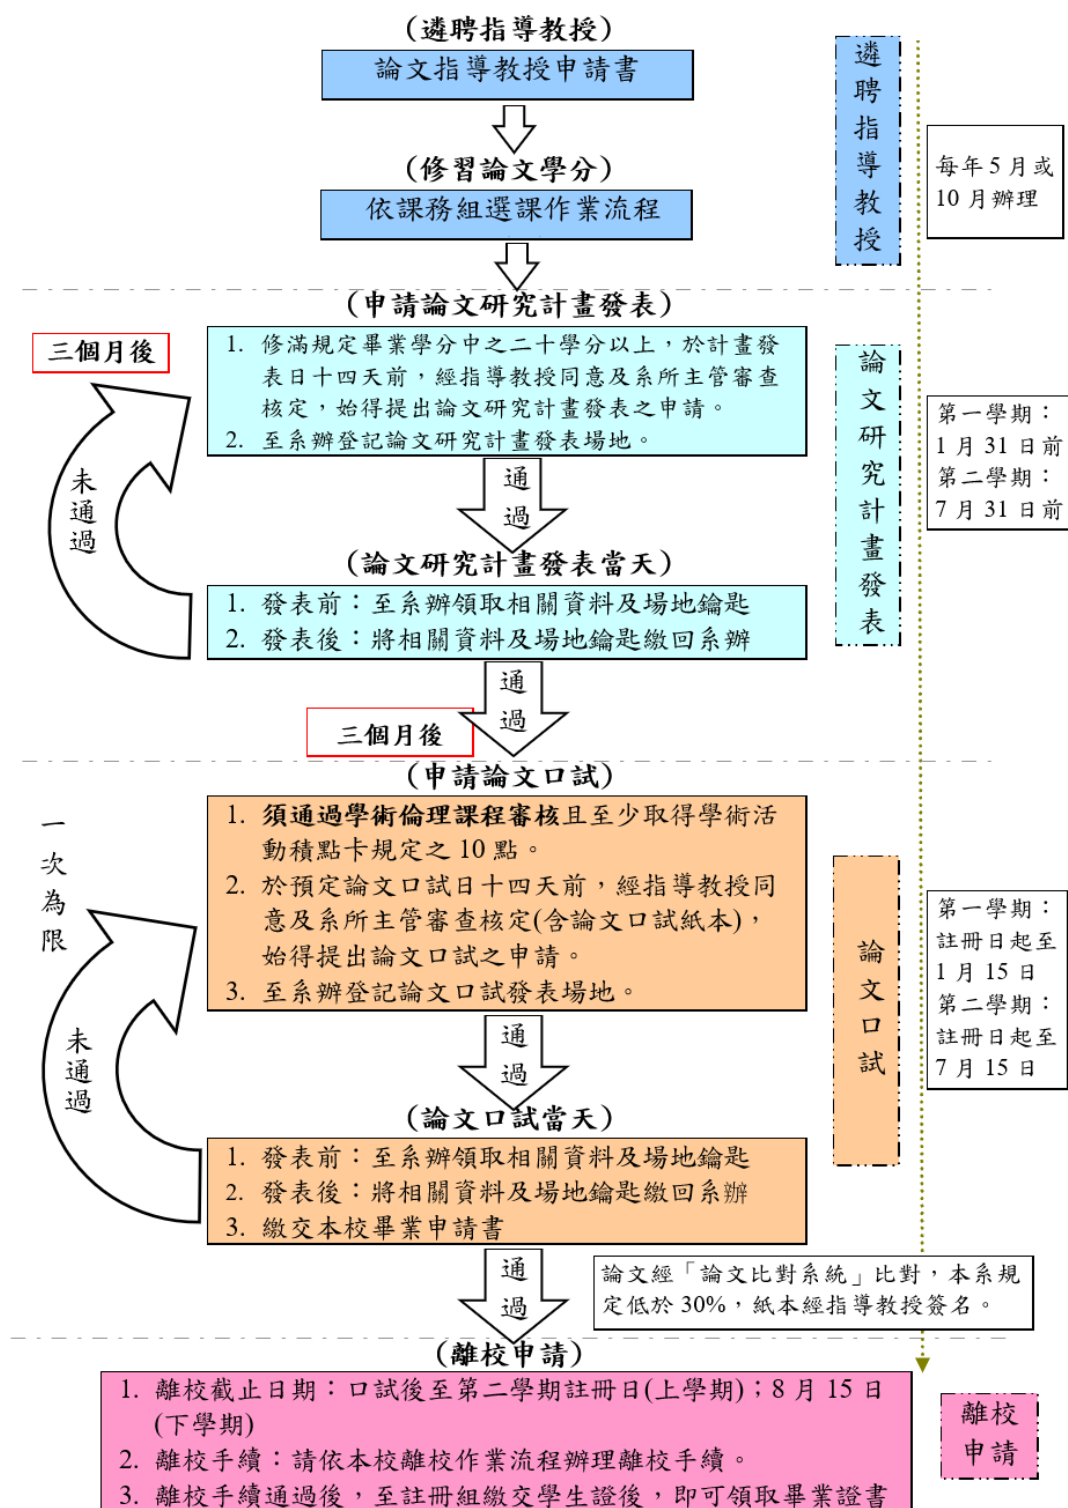 (遴聘指導教授)
論文指導教授申請書
(修習論文學分)
依課務組選課作業流程
遴聘指導教授
每年 5 月或
10 月辦理
(申請論文研究計畫發表)
三個月後
1. 修滿規定畢業學分中之二十學分以上，於計畫發
表日十四天前，經指導教授同意及系所主管審查
核定，始得提出論文研究計畫發表之申請。
2. 至系辦登記論文研究計畫發表場地。
未通過
通過
論文研究計畫發表
第一學期：
1 月 31 日前
第二學期：
7 月 31 日前
(論文研究計畫發表當天)
1. 發表前：至系辦領取相關資料及場地鑰匙
2. 發表後：將相關資料及場地鑰匙繳回系辦
通過
三個月後
(申請論文口試)
一次為限
1. 須通過學術倫理課程審核且至少取得學術活
動積點卡規定之 10 點。
2. 於預定論文口試日十四天前，經指導教授同
意及系所主管審查核定(含論文口試紙本)，
始得提出論文口試之申請。
3. 至系辦登記論文口試發表場地。
未通過
通過
論文口試
第一學期：
註冊日起至
1 月 15 日
第二學期：
註冊日起至
7 月 15 日
(論文口試當天)
1. 發表前：至系辦領取相關資料及場地鑰匙
2. 發表後：將相關資料及場地鑰匙繳回系辦
3. 繳交本校畢業申請書
通過
論文經「論文比對系統」比對，本系規
定低於 30%，紙本經指導教授簽名。
(離校申請)
1. 離校截止日期：口試後至第二學期註冊日(上學期)；8 月 15 日
(下學期)
2. 離校手續：請依本校離校作業流程辦理離校手續。
3. 離校手續通過後，至註冊組繳交學生證後，即可領取畢業證書
離校
申請